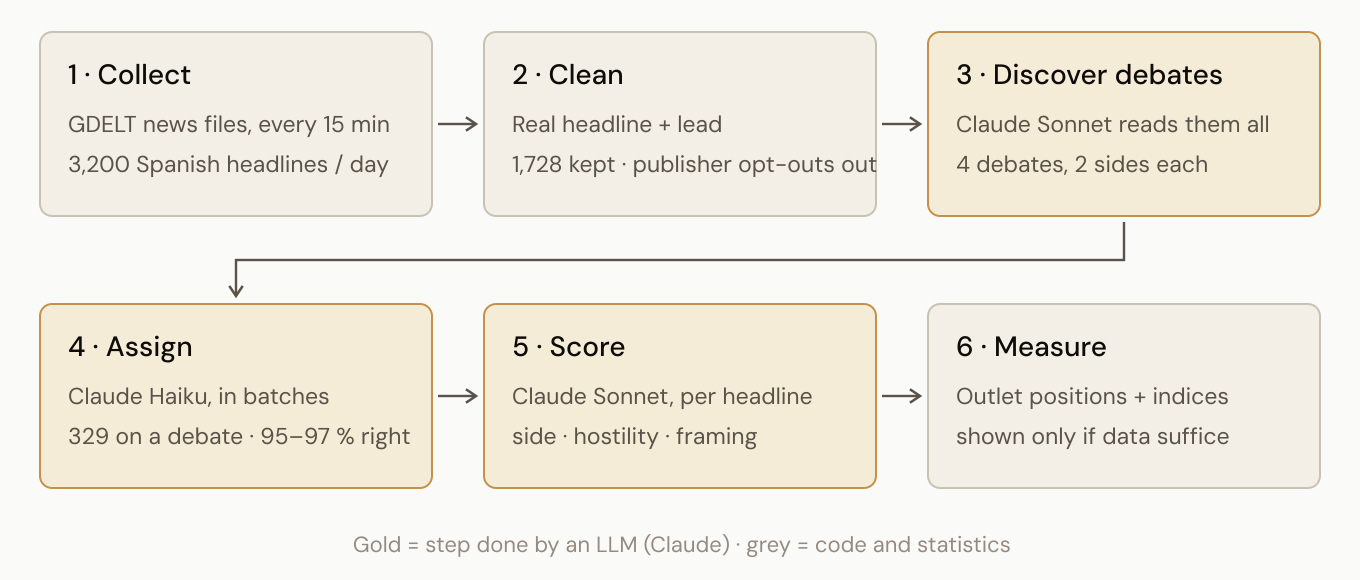 1 · Collect
GDELT news files, every 15 min
3,200 Spanish headlines / day
2 · Clean
Real headline + lead
1,728 kept · publisher opt-outs out
3 · Discover debates
Claude Sonnet reads them all
4 debates, 2 sides each
4 · Assign
Claude Haiku, in batches
329 on a debate · 95–97 % right
5 · Score
Claude Sonnet, per headline
side · hostility · framing
6 · Measure
Outlet positions + indices
shown only if data suffice
Gold = step done by an LLM (Claude) · grey = code and statistics